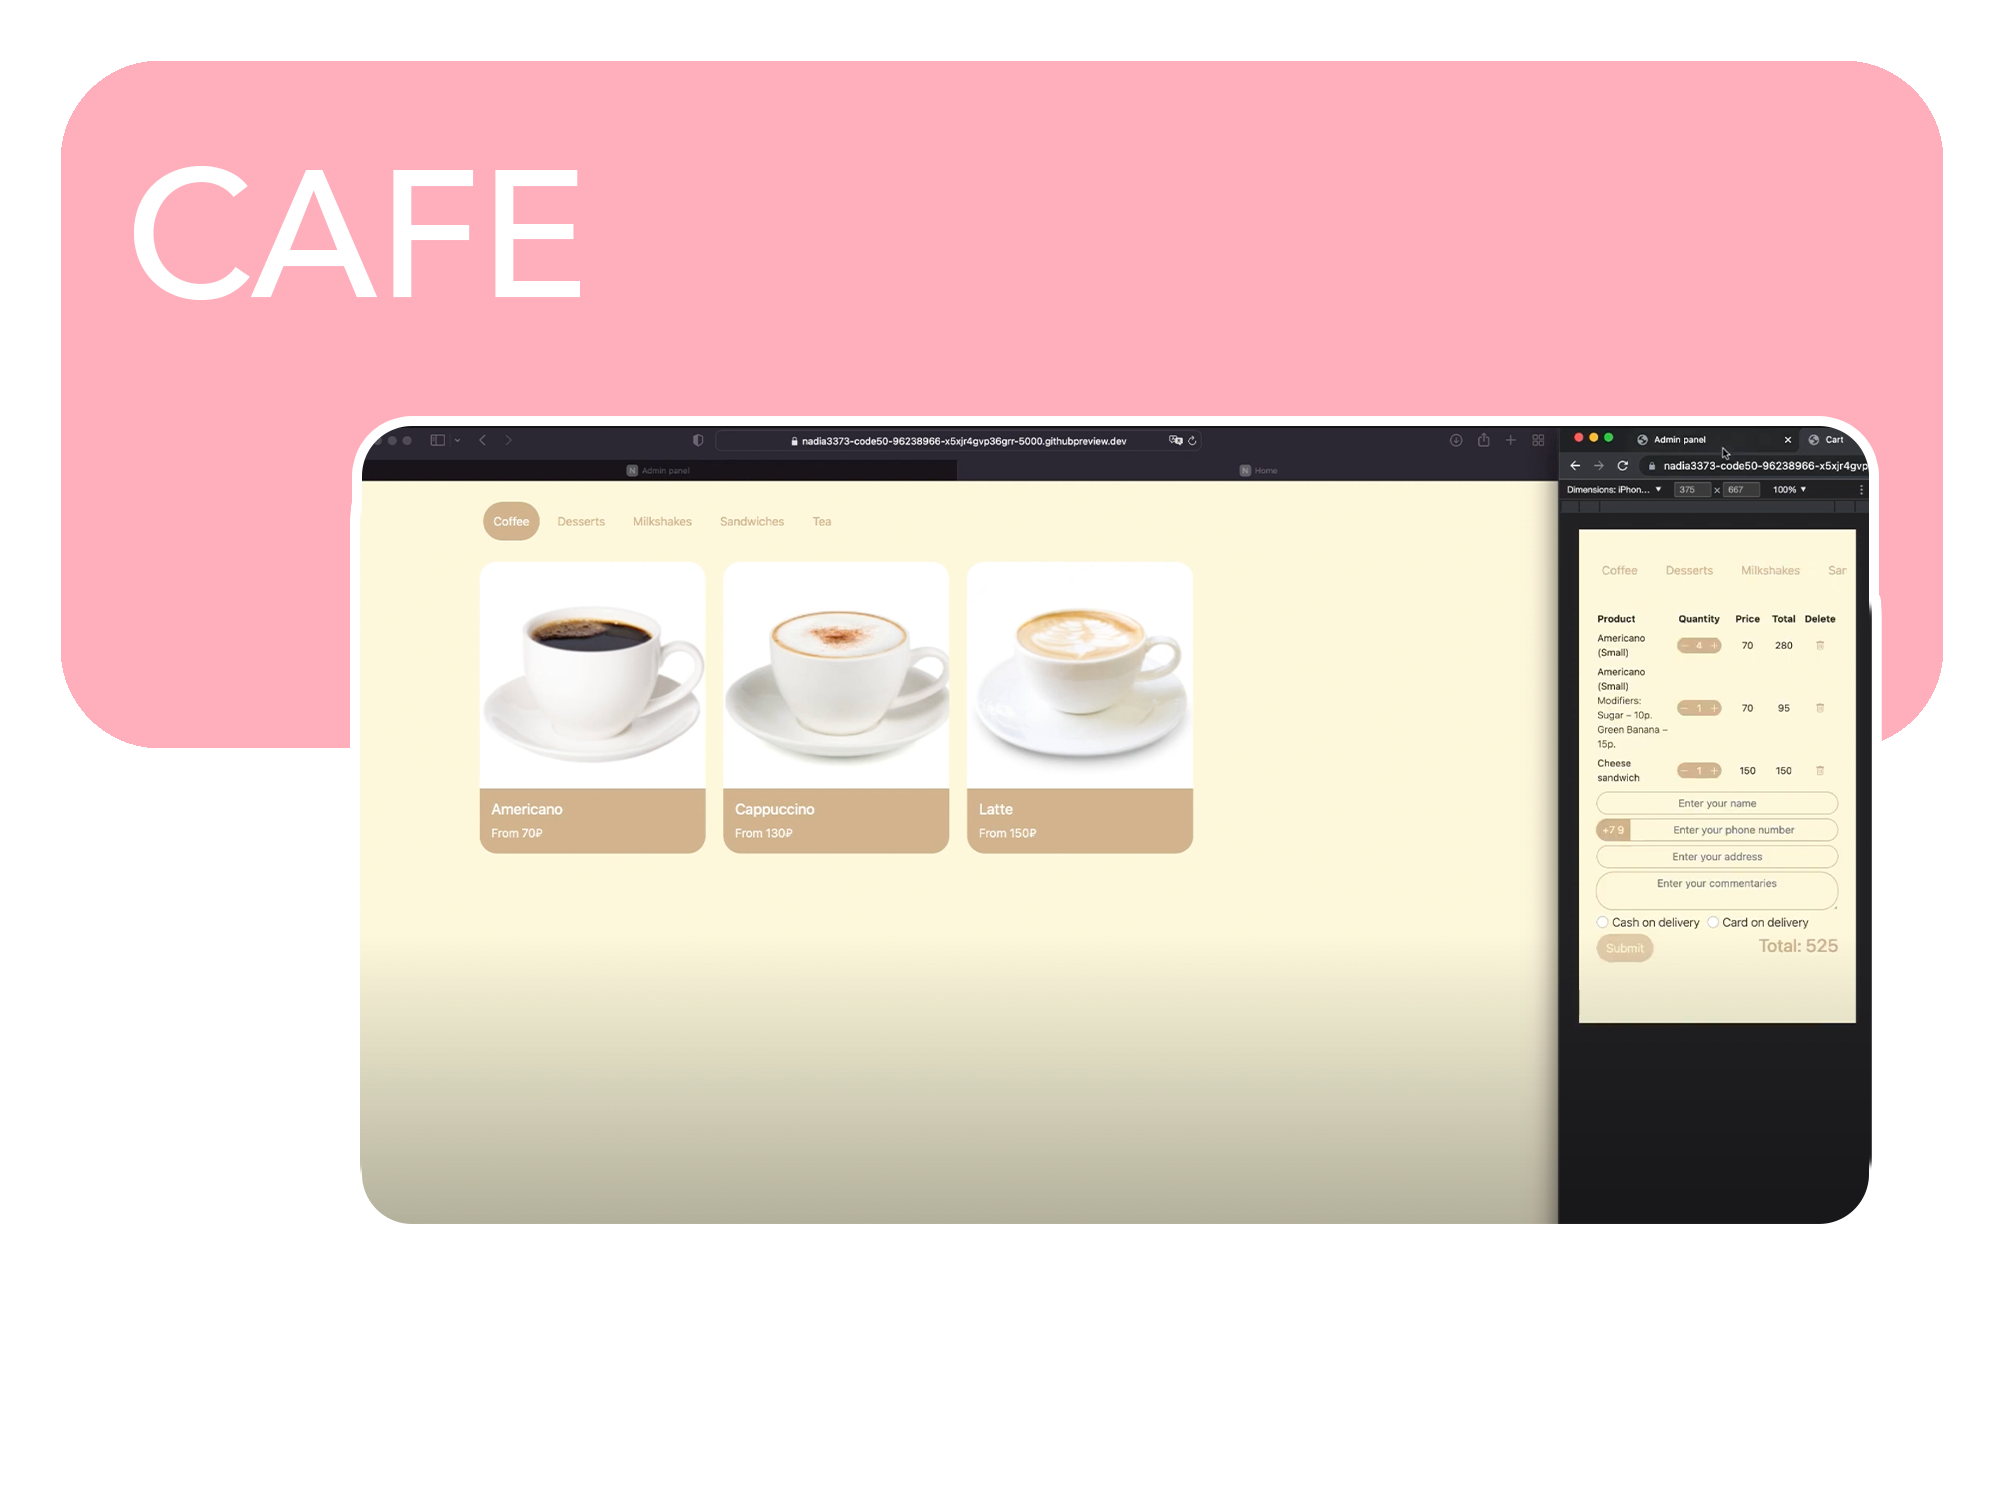 CAFE
nadia3373-code50-96238966-x5xjr4gvp36grr-5000.githubpreview.dev
N Admin panel
N Home
Coffee Desserts Milkshakes Sandwiches Tea
Americano
From 70₽
Cappuccino
From 130₽
Latte
From 150₽
Admin panel
Cart
nadia3373-code50-96238966-x5xjr4gvp
Dimensions: iPhon... 375 x 667 100%
Coffee Desserts Milkshakes Sar
Product Quantity Price Total Delete
Americano
(Small)
− 4 + 70 280
Americano
(Small)
Modifiers:
Sugar – 10p.
Green Banana –
15p.
− 1 + 70 95
Cheese
sandwich
− 1 + 150 150
Enter your name
+7 9 Enter your phone number
Enter your address
Enter your commentaries
Cash on delivery Card on delivery
Submit Total: 525